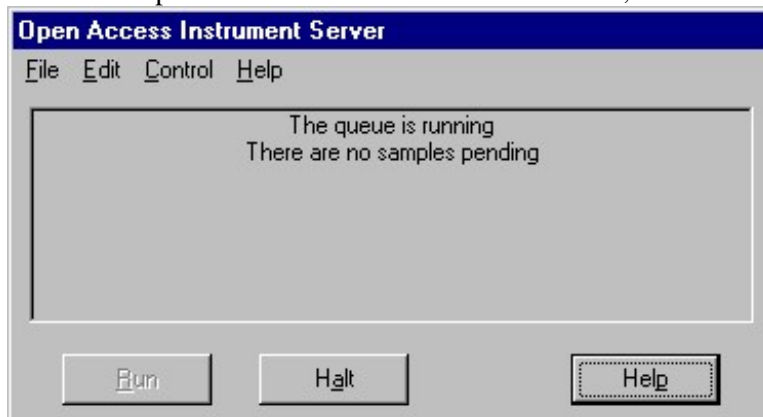 Open Access Instrument Server
File Edit Control Help
The queue is running
There are no samples pending
Run Halt Help